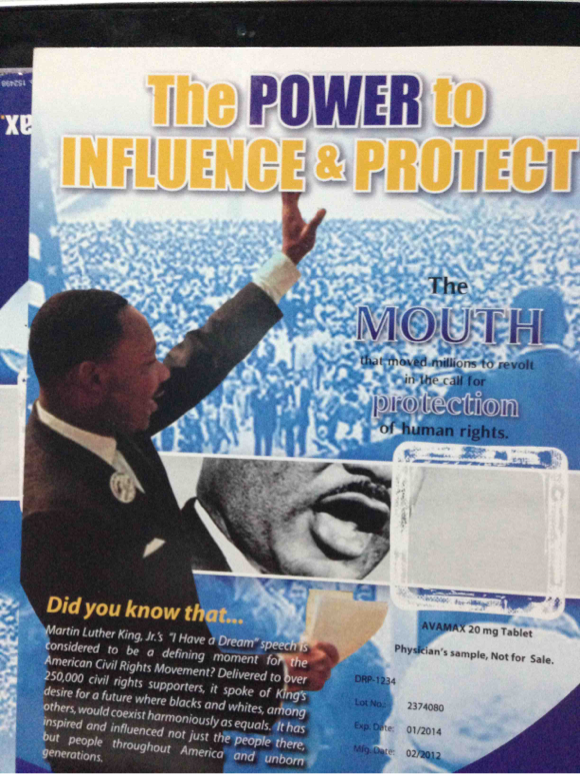 The POWER to
INFLUENCE & PROTECT
The
MOUTH
that moved millions to revolt
in the call for
protection
of human rights.
Did you know that...
Martin Luther King, Jr.'s "I Have a Dream" speech is
considered to be a defining moment for the
American Civil Rights Movement? Delivered to over
250,000 civil rights supporters, it spoke of King's
desire for a future where blacks and whites, among
others, would coexist harmoniously as equals. It has
inspired and influenced not just the people there,
but people throughout America and unborn
generations.
AVAMAX 20 mg Tablet
Physician's sample, Not for Sale.
DRP-1234
Lot No.: 2374080
Exp. Date: 01/2014
Mfg. Date: 02/2012